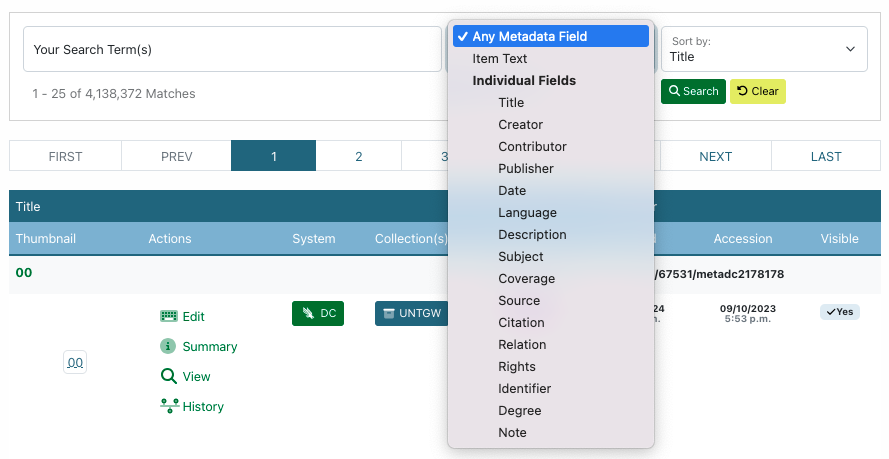 Your Search Term(s)
Any Metadata Field
Item Text
Individual Fields
Title
Creator
Contributor
Publisher
Date
Language
Description
Subject
Coverage
Source
Citation
Relation
Rights
Identifier
Degree
Note
Sort by:
Title
1 - 25 of 4,138,372 Matches
Search
Clear
FIRST
PREV
1
2
3
NEXT
LAST
Title
Thumbnail
Actions
System
Collection(s)
Accession
Visible
00
/67531/metadc2178178
00
Edit
Summary
View
History
DC
UNTGW
24
m.
09/10/2023
5:53 p.m.
Yes